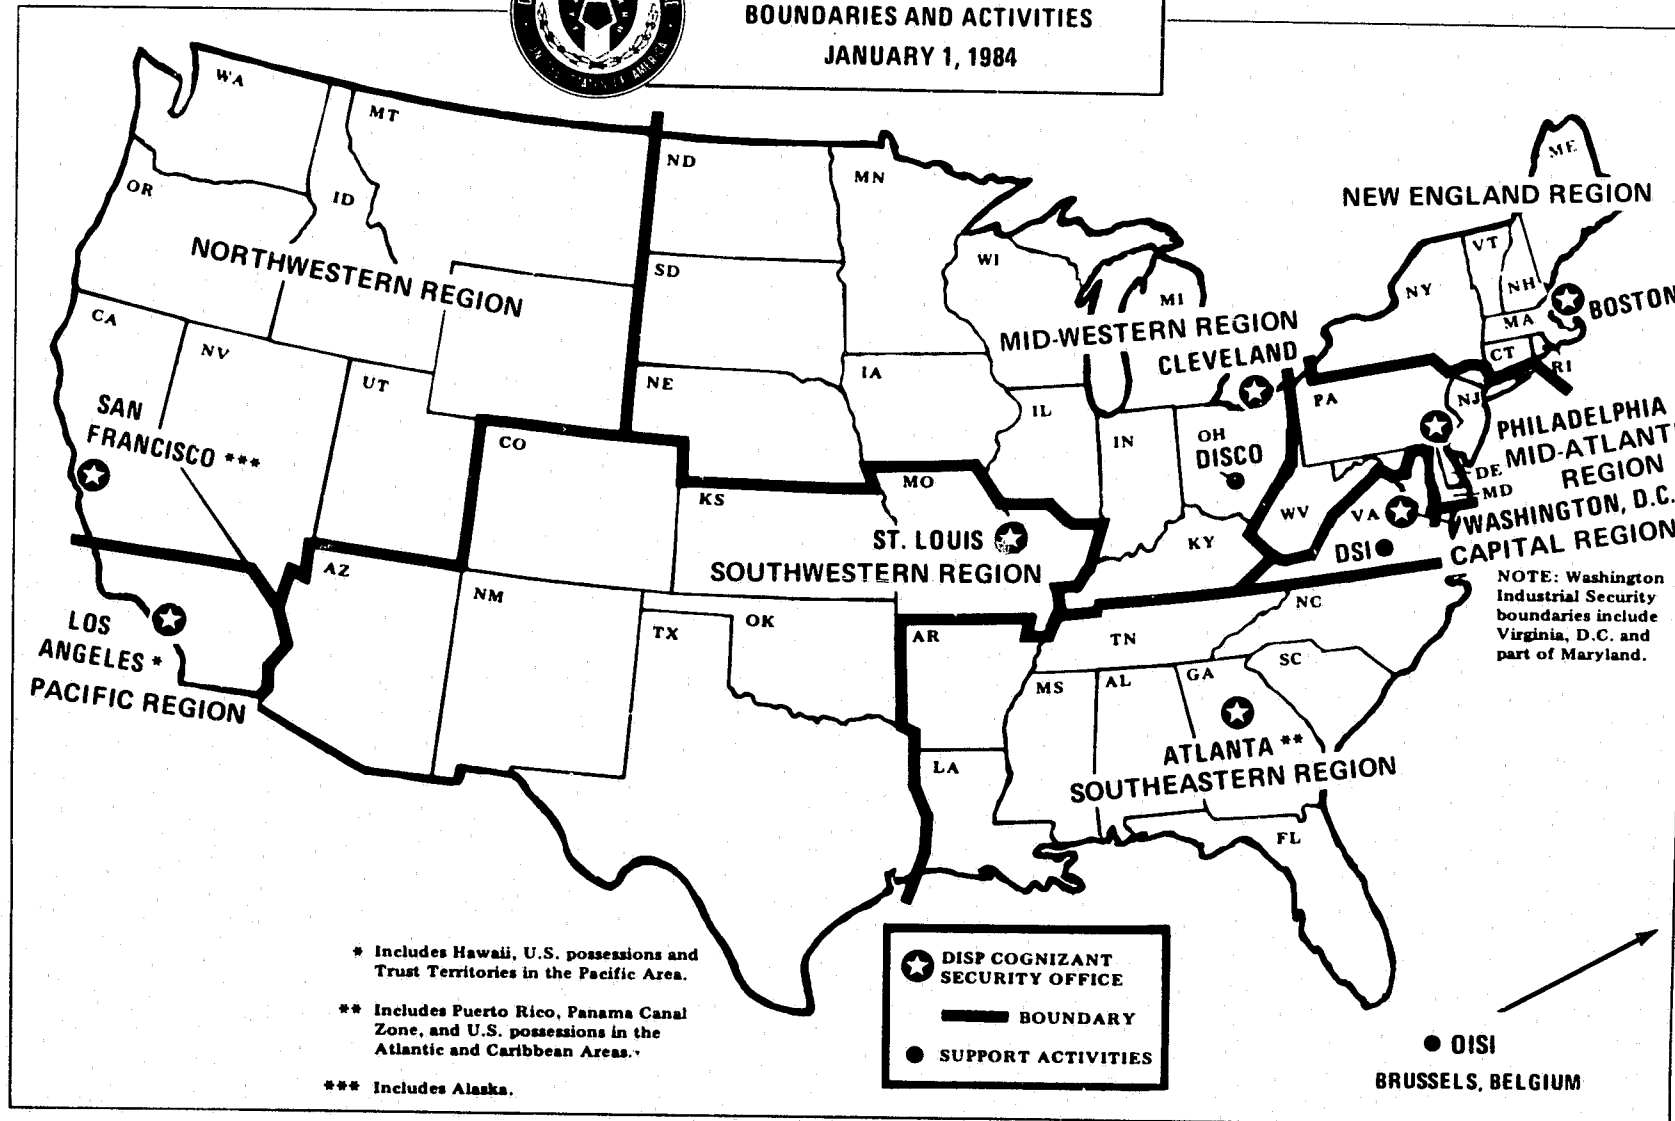 BOUNDARIES AND ACTIVITIES
JANUARY 1, 1984
WA
MT
ND
MN
ME
OR
ID
NEW ENGLAND REGION
NORTHWESTERN REGION
SD
WI
MI
NY
VT
NH
BOSTON
MA
CA
NV
UT
NE
IA
MID-WESTERN REGION
CLEVELAND
CT
RI
SAN
FRANCISCO ***
CO
IL
IN
OH
DISCO
PA
NJ
PHILADELPHIA
MID-ATLANT
REGION
DE
MD
KS
MO
WV
VA
WASHINGTON, D.C.
CAPITAL REGION
ST. LOUIS
SOUTHWESTERN REGION
KY
DSI
NOTE: Washington
Industrial Security
boundaries include
Virginia, D.C. and
part of Maryland.
AZ
NM
TX
OK
AR
TN
NC
LOS
ANGELES *
PACIFIC REGION
MS
AL
GA
SC
ATLANTA **
SOUTHEASTERN REGION
LA
FL
* Includes Hawaii, U.S. possessions and
Trust Territories in the Pacific Area.
** Includes Puerto Rico, Panama Canal
Zone, and U.S. possessions in the
Atlantic and Caribbean Areas.
*** Includes Alaska.
DISP COGNIZANT
SECURITY OFFICE
BOUNDARY
SUPPORT ACTIVITIES
OISI
BRUSSELS, BELGIUM